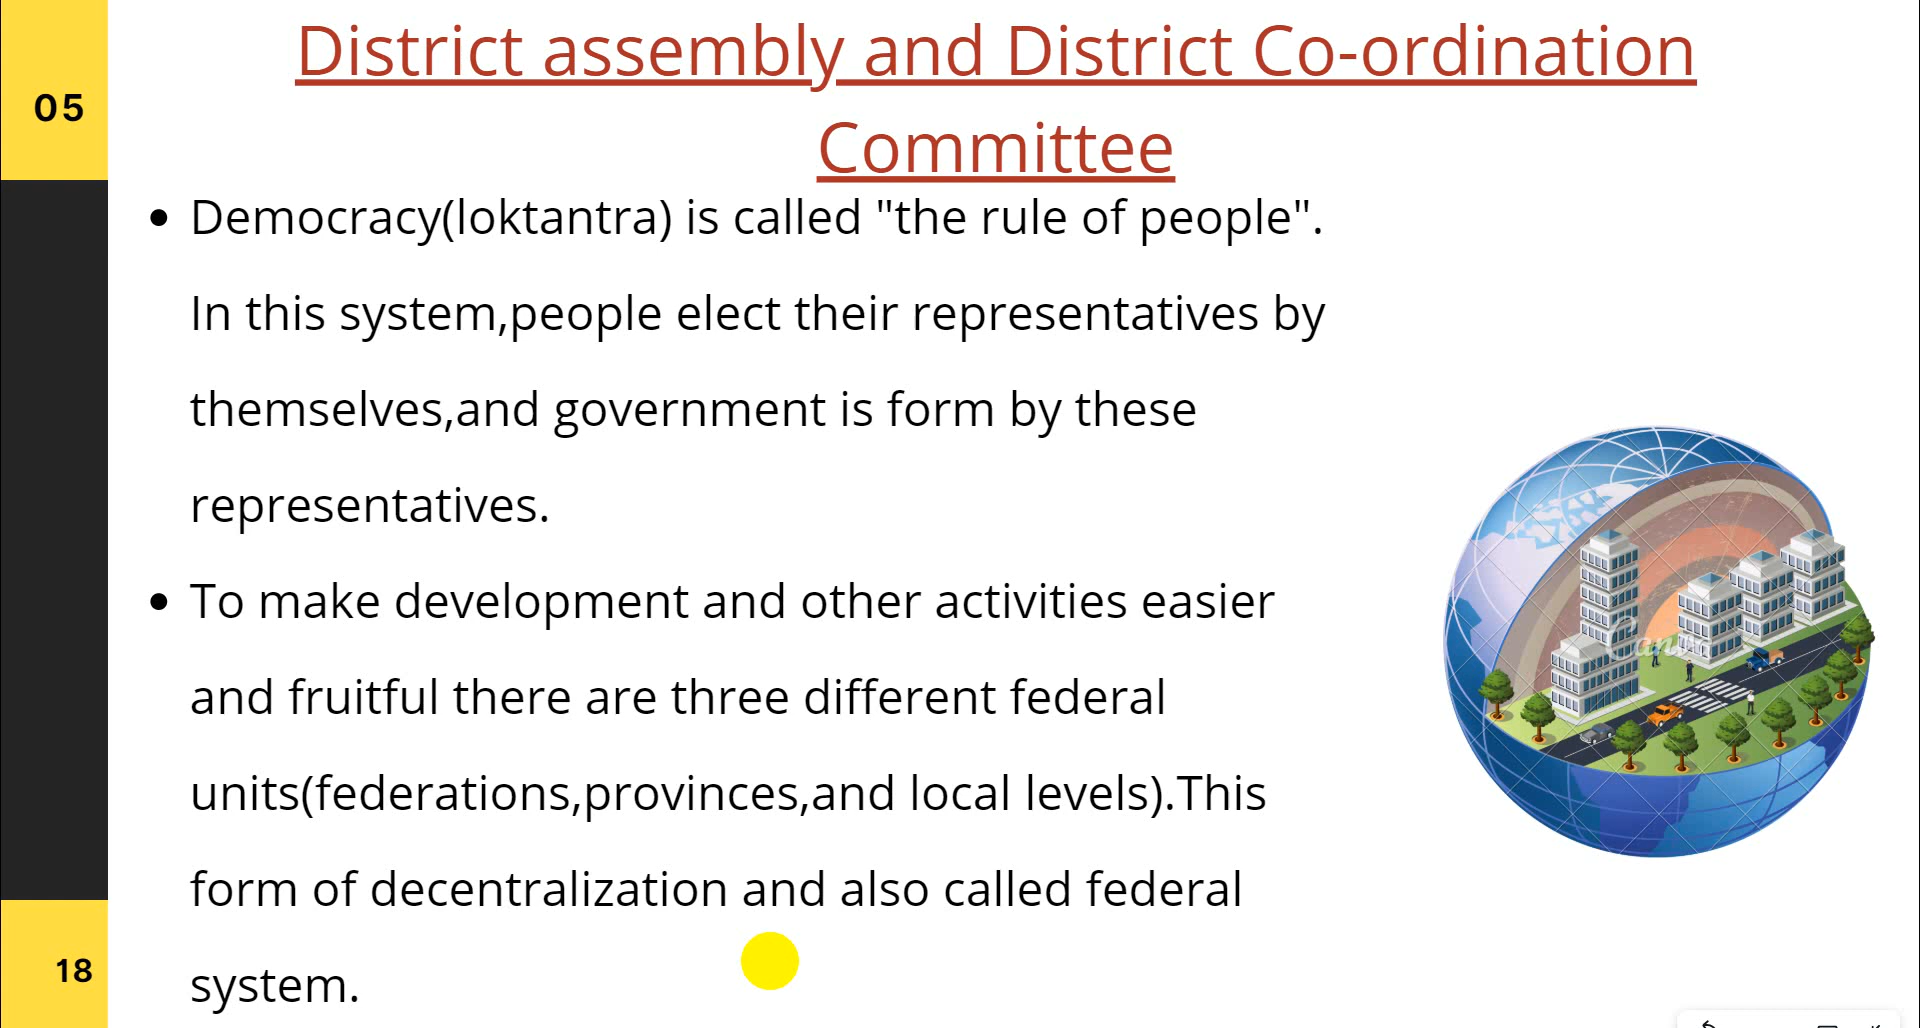 05
District assembly and District Co-ordination
Committee
• Democracy(loktantra) is called "the rule of people".
In this system,people elect their representatives by
themselves,and government is form by these
representatives.
• To make development and other activities easier
and fruitful there are three different federal
units(federations,provinces,and local levels).This
form of decentralization and also called federal
system.
Canva
18